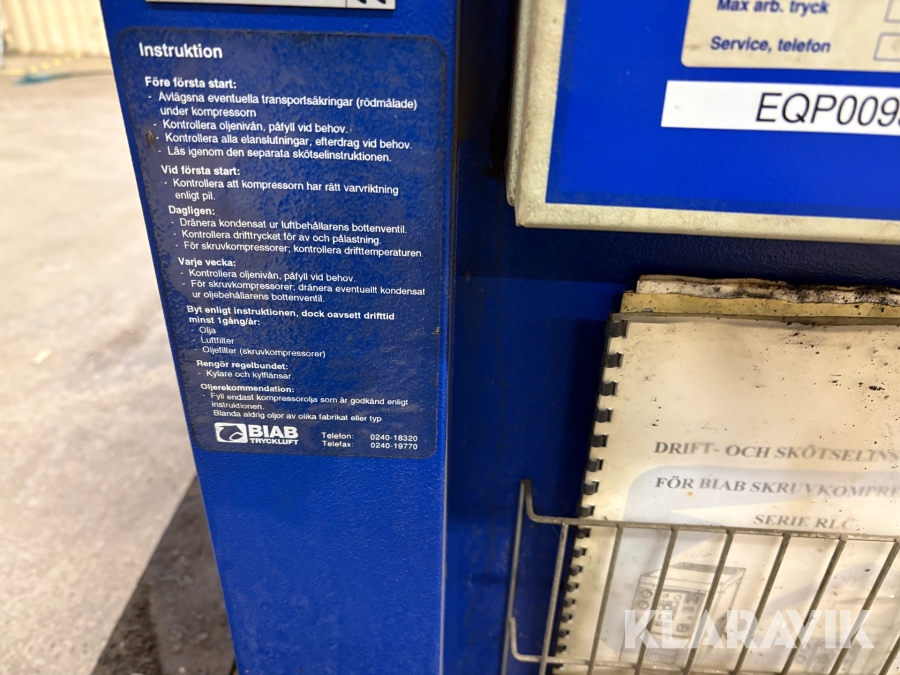 Instruktion
Före första start:
- Avlägsna eventuella transportsäkringar (rödmålade)
under kompressorn
- Kontrollera oljenivån, påfyll vid behov.
- Kontrollera alla elanslutningar, efterdrag vid behov.
- Läs igenom den separata skötselinstruktionen.
Vid första start:
- Kontrollera att kompressorn har rätt varvriktning
enligt pil.
Dagligen:
- Dränera kondensat ur luftbehållarens bottenventil.
- Kontrollera drifttrycket för av och pålastning.
- För skruvkompressorer; kontrollera drifttemperaturen.
Varje vecka:
- Kontrollera oljenivån, påfyll vid behov.
- För skruvkompressorer; dränera eventuellt kondensat
ur oljebehållarens bottenventil.
Byt enligt instruktionen, dock oavsett drifttid
minst 1gång/år:
- Olja
- Luftfilter
- Oljefilter (skruvkompressorer)
Rengör regelbundet:
- Kylare och kylflänsar.
Oljerekommendation:
- Fyll endast kompressorolja som är godkänd enligt
instruktionen.
Blanda aldrig oljor av olika fabrikat eller typ
BIAB
TRYCKLUFT
Telefon: 0240-18320
Telefax: 0240-19770
Max arb. tryck
Service, telefon
EQP009
DRIFT- OCH SKÖTSELINS
FÖR BIAB SKRUVKOMPRE
SERIE RLC
KLARAVIK